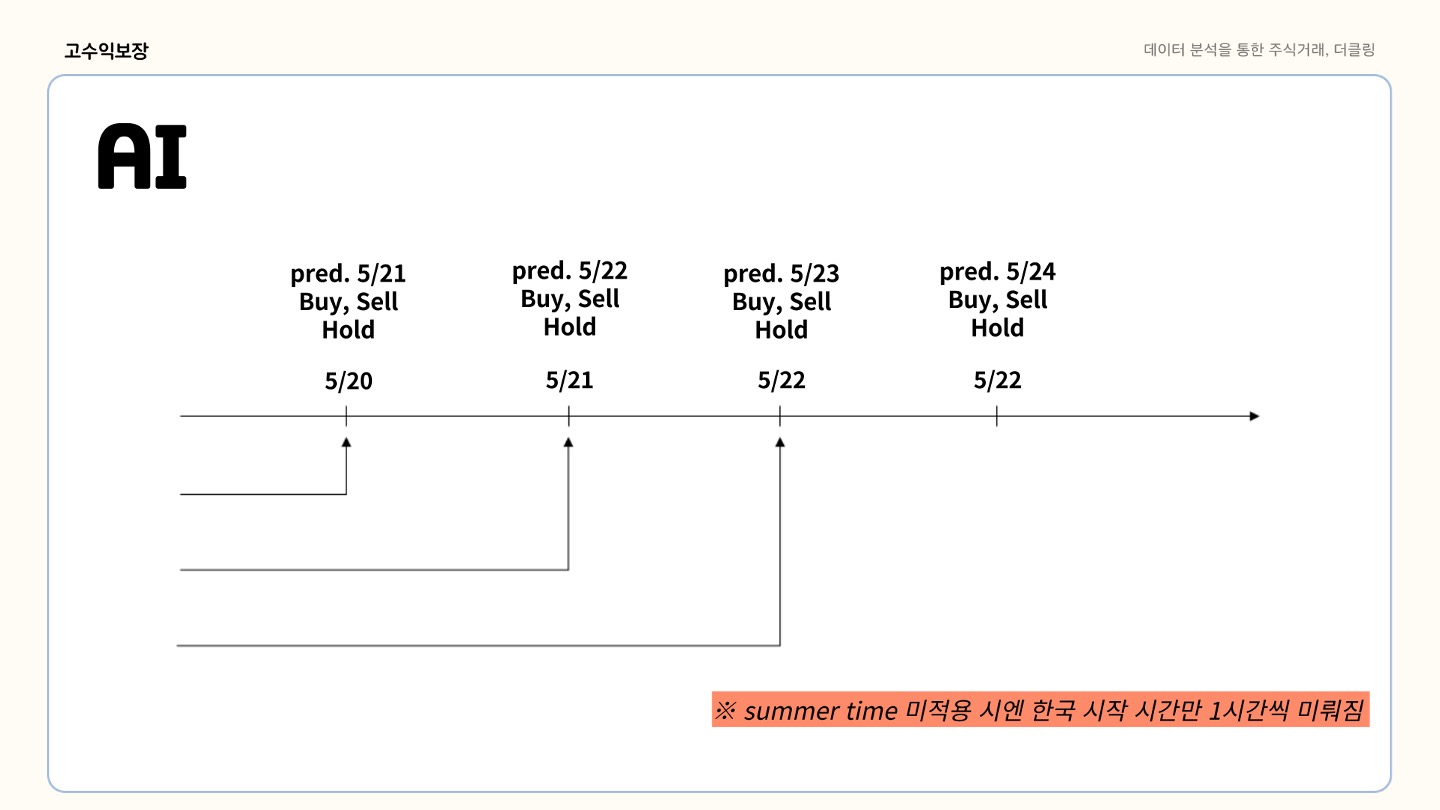 고수익보장
데이터 분석을 통한 주식거래, 더클링
AI
pred. 5/21
Buy, Sell
Hold
pred. 5/22
Buy, Sell
Hold
pred. 5/23
Buy, Sell
Hold
pred. 5/24
Buy, Sell
Hold
5/20
5/21
5/22
5/22
※ summer time 미적용 시엔 한국 시작 시간만 1시간씩 미뤄짐